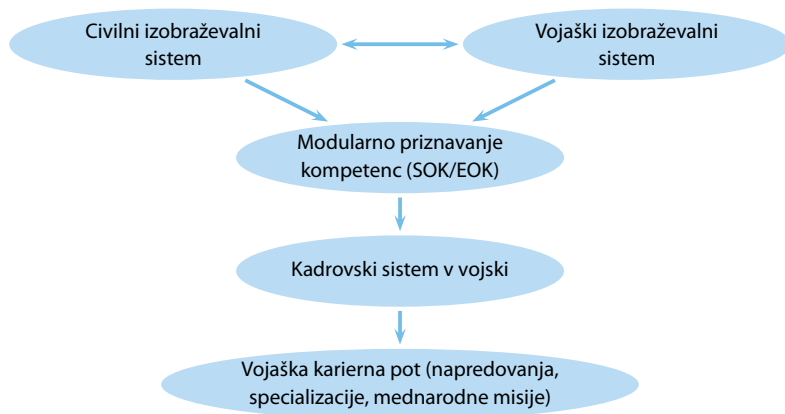 Civilni izobraževalni
sistem
Vojaški izobraževalni
sistem
Modularno priznavanje
kompetenc (SOK/EOK)
Kadrovski sistem v vojski
Vojaška karierna pot (napredovanja,
specializacije, mednarodne misije)